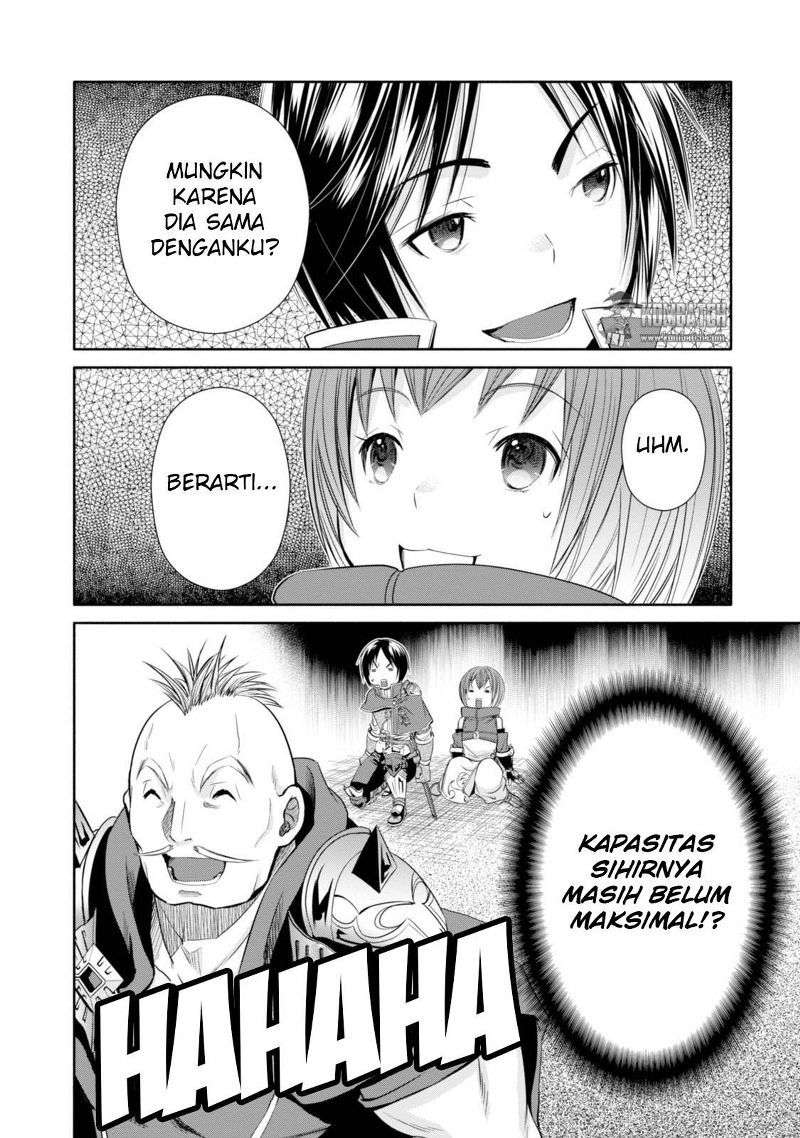 MUNGKIN
KARENA
DIA SAMA
DENGANKU?
UHM.
BERARTI...
KAPASITAS
SIHIRNYA
MASIH BELUM
MAKSIMAL!?
HAHAHA